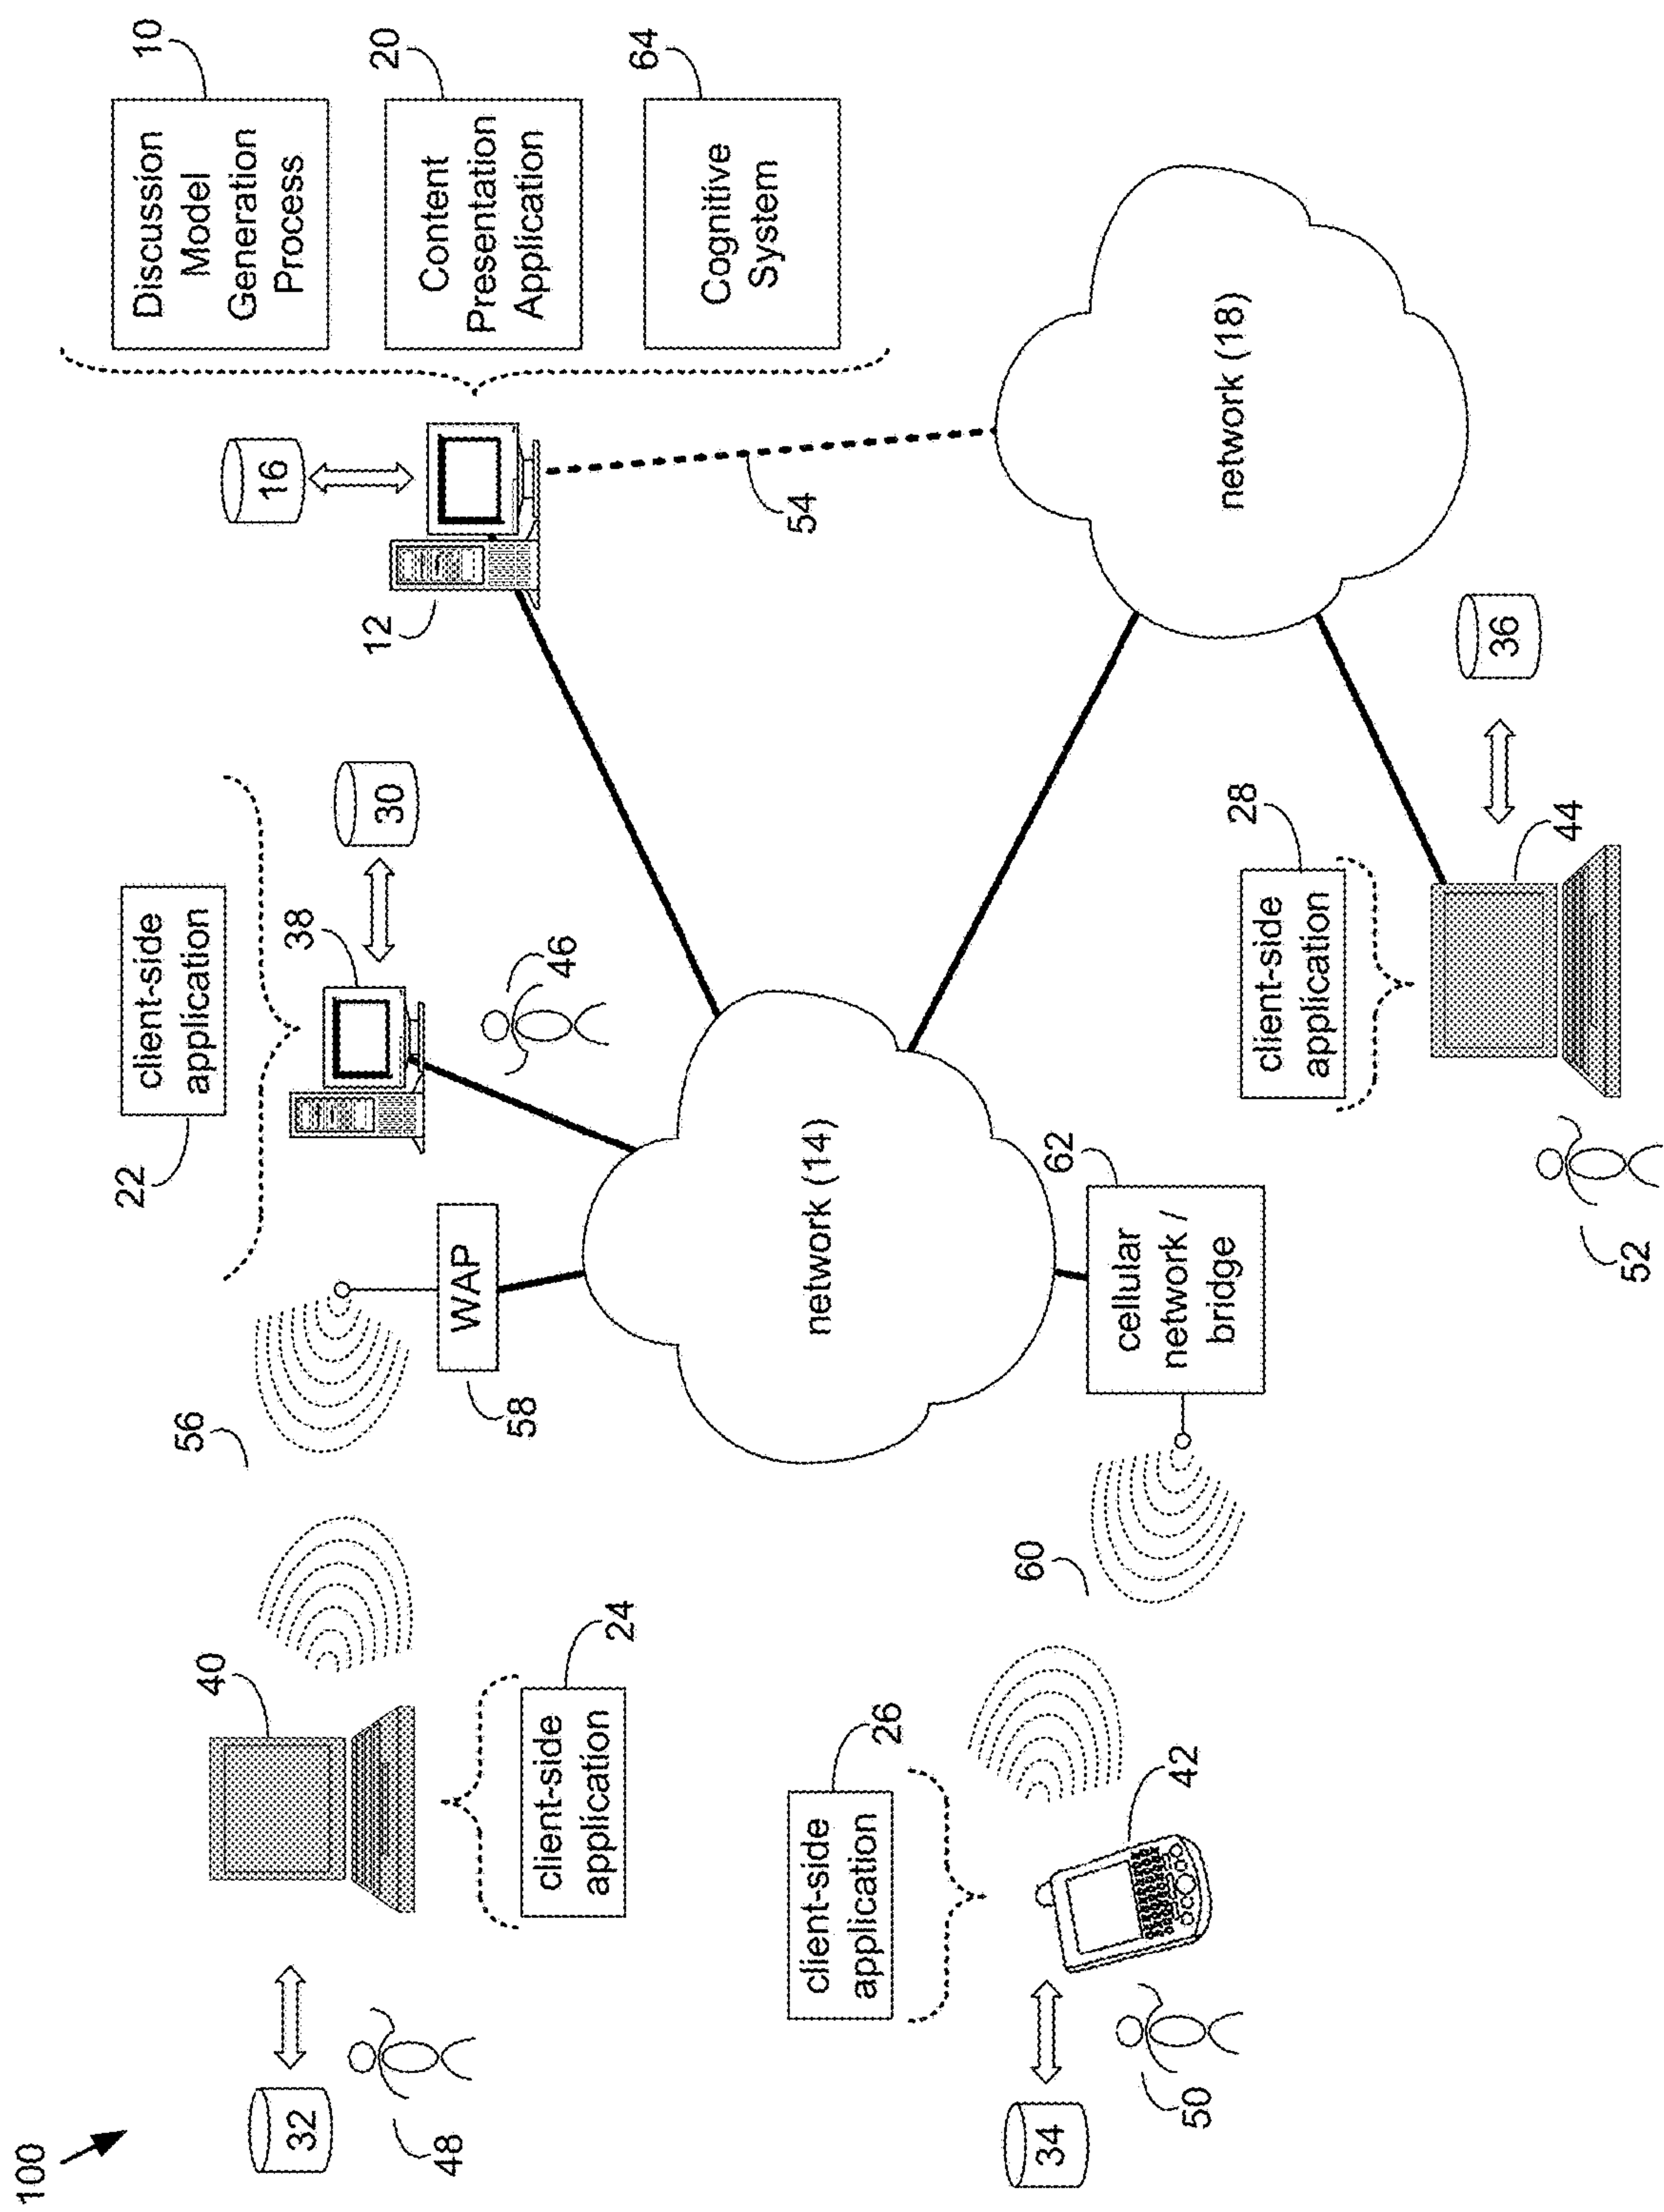 100
32
48
40
client-side
application
24
56
WAP
58
client-side
application
22
38
30
46
16
12
Discussion
Model
Generation
Process
10
Content
Presentation
Application
20
Cognitive
System
64
54
34
50
client-side
application
26
42
60
network (14)
cellular
network /
bridge
62
network (18)
client-side
application
28
44
36
52